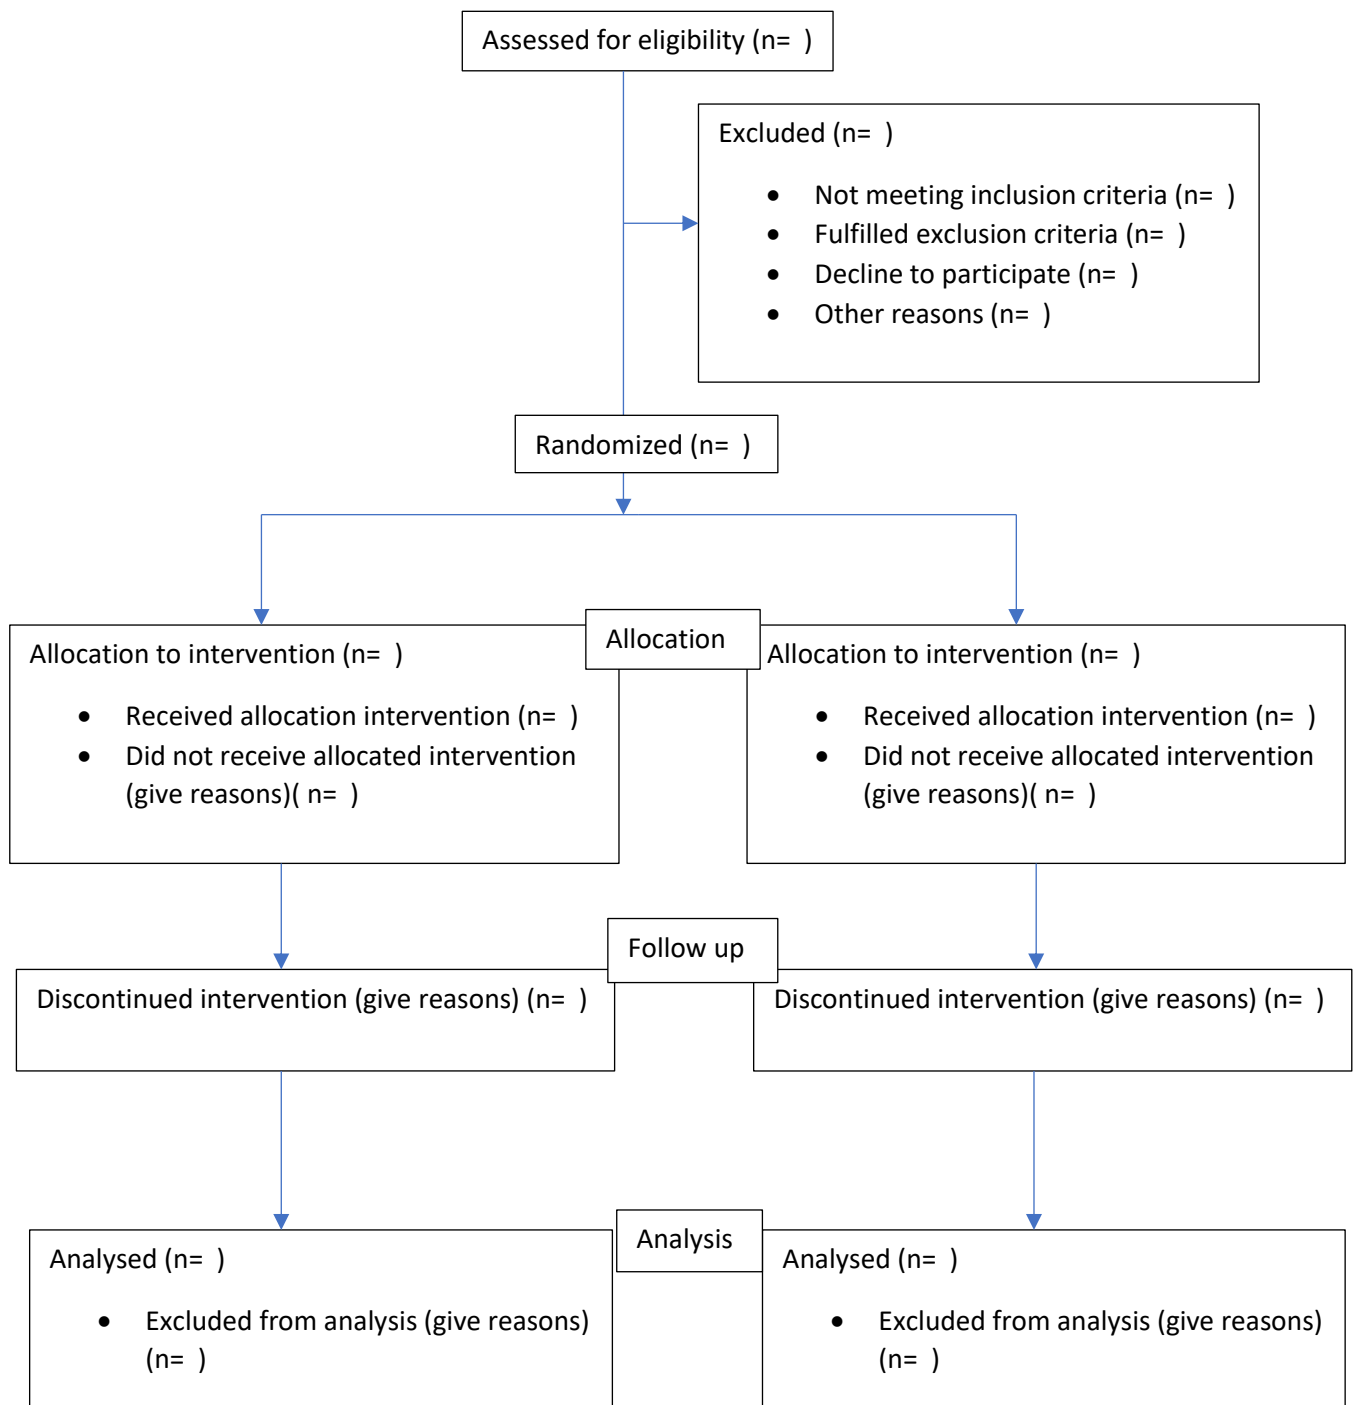 Assessed for eligibility (n=  )
Excluded (n=  )
• Not meeting inclusion criteria (n=  )
• Fulfilled exclusion criteria (n=  )
• Decline to participate (n=  )
• Other reasons (n=  )
Randomized (n=  )
Allocation
Allocation to intervention (n=  )
• Received allocation intervention (n=  )
• Did not receive allocated intervention
(give reasons)( n=  )
Allocation to intervention (n=  )
• Received allocation intervention (n=  )
• Did not receive allocated intervention
(give reasons)( n=  )
Follow up
Discontinued intervention (give reasons) (n=  )
Discontinued intervention (give reasons) (n=  )
Analysis
Analysed (n=  )
• Excluded from analysis (give reasons)
(n=  )
Analysed (n=  )
• Excluded from analysis (give reasons)
(n=  )